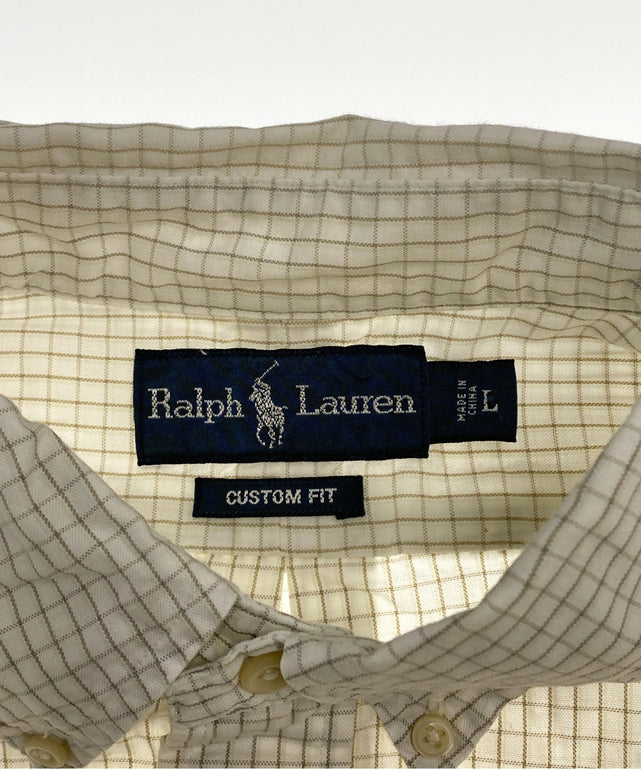 Ralph Lauren
MADE IN
CHINA
L
CUSTOM FIT